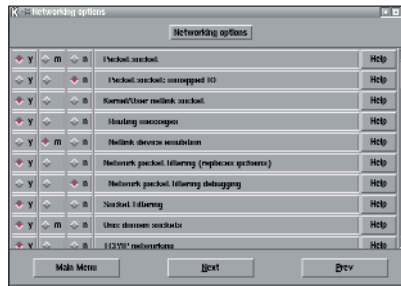 Networking options
Networking options
y m n Packet socket Help
y n Packet socket: mmapped IO Help
y n Kernel/User netlink socket Help
y n Routing messages Help
y m n Netlink device emulation Help
y n Network packet filtering (replaces ipchains) Help
y n Network packet filtering debugging Help
y n Socket Filtering Help
y m n Unix domain sockets Help
y n TCP/IP networking Help
Main Menu Next Prev